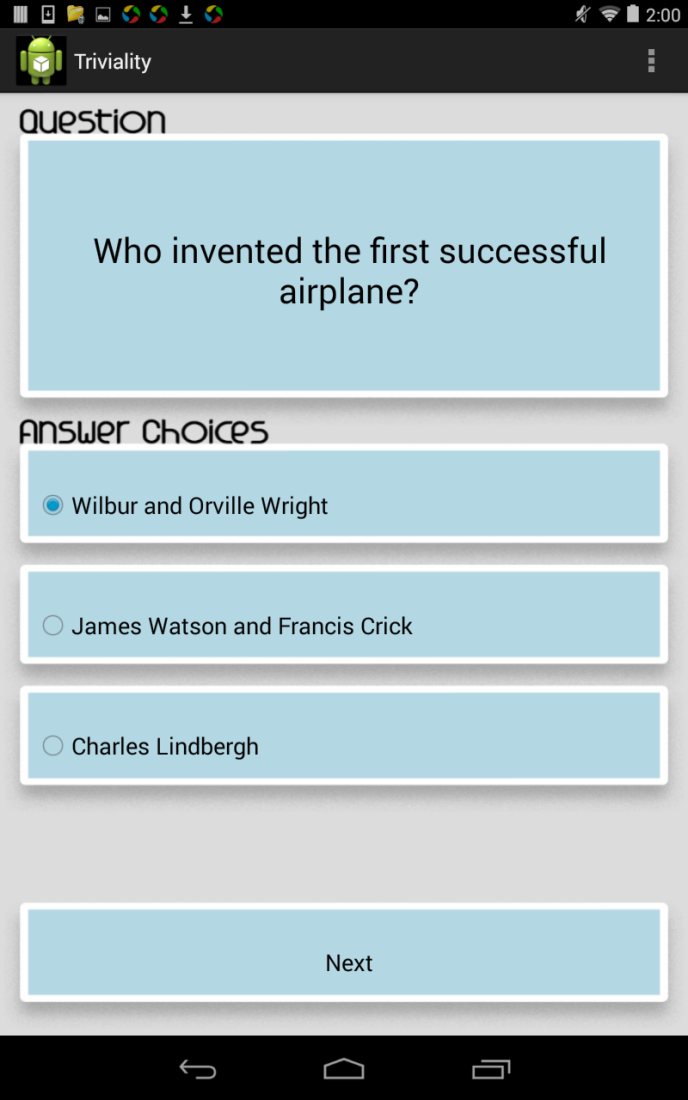 2:00
Triviality
Question
Who invented the first successful
airplane?
Answer Choices
Wilbur and Orville Wright
James Watson and Francis Crick
Charles Lindbergh
Next